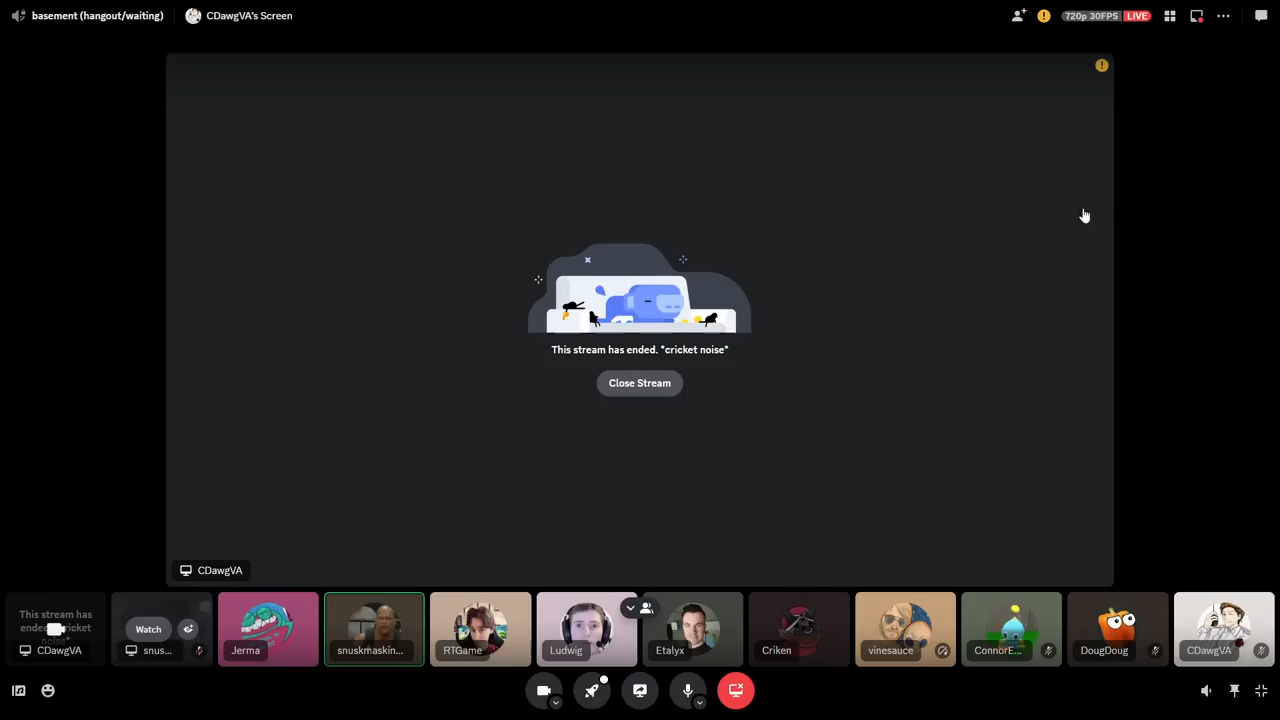 basement (hangout/waiting)
CDawgVA's Screen
720p 30FPS LIVE
This stream has ended. *cricket noise*
Close Stream
CDawgVA
This stream has
ended. *cricket
noise*
CDawgVA
Watch
snus...
Jerma
snuskmaskin...
RTGame
Ludwig
Etalyx
Criken
vinesauce
ConnorE...
DougDoug
CDawgVA